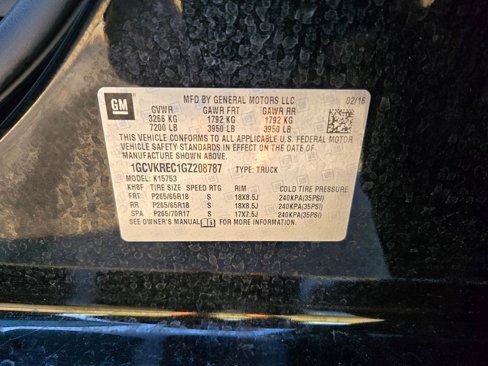 GM
MFD BY GENERAL MOTORS LLC 02/16
GVWR GAWR FRT GAWR RR
3266 KG 1792 KG 1792 KG
7200 LB 3950 LB 3950 LB
THIS VEHICLE CONFORMS TO ALL APPLICABLE U.S. FEDERAL MOTOR
VEHICLE SAFETY STANDARDS IN EFFECT ON THE DATE OF
MANUFACTURE SHOWN ABOVE.
1GCVKREC1GZ208787 TYPE: TRUCK
MODEL: K15753
KH8F TIRE SIZE SPEED RTG RIM COLD TIRE PRESSURE
FRT P265/65R18 S 18X8.5J 240KPA(35PSI)
RR P265/65R18 S 18X8.5J 240KPA(35PSI)
SPA P265/70R17 S 17X7.5J 240KPA(35PSI)
SEE OWNER'S MANUAL FOR MORE INFORMATION.